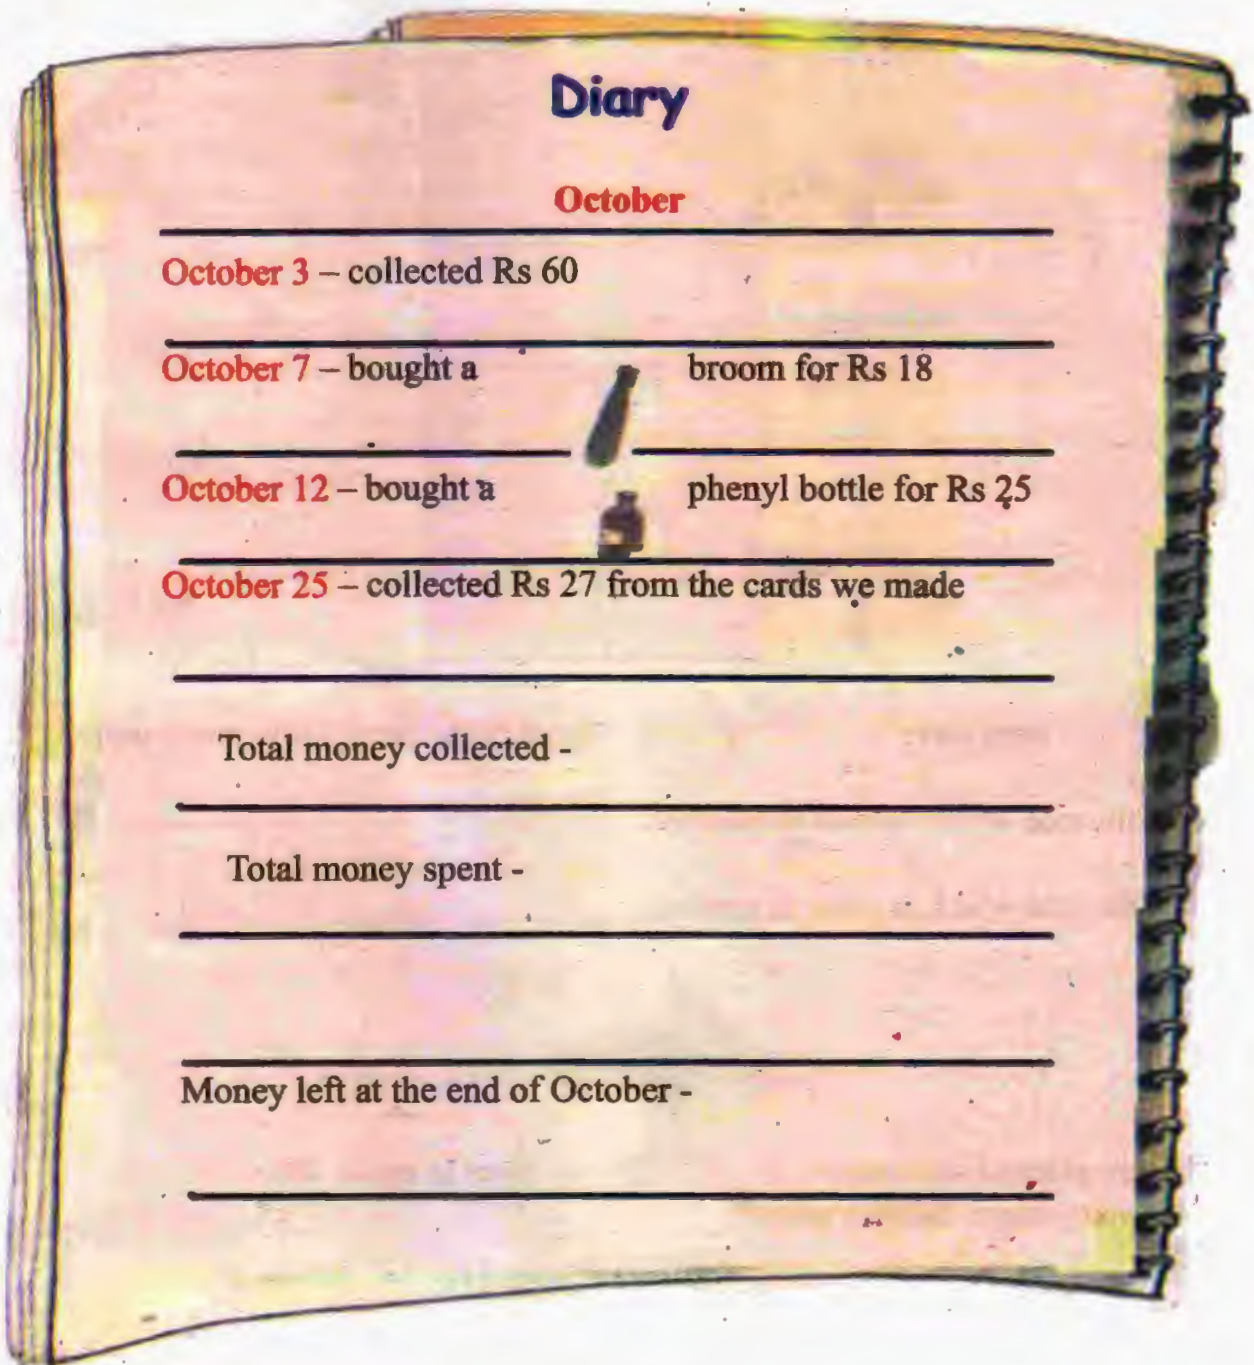 Diary
October
October 3 – collected Rs 60
October 7 – bought a broom for Rs 18
October 12 – bought a phenyl bottle for Rs 25
October 25 – collected Rs 27 from the cards we made
Total money collected -
Total money spent -
Money left at the end of October -